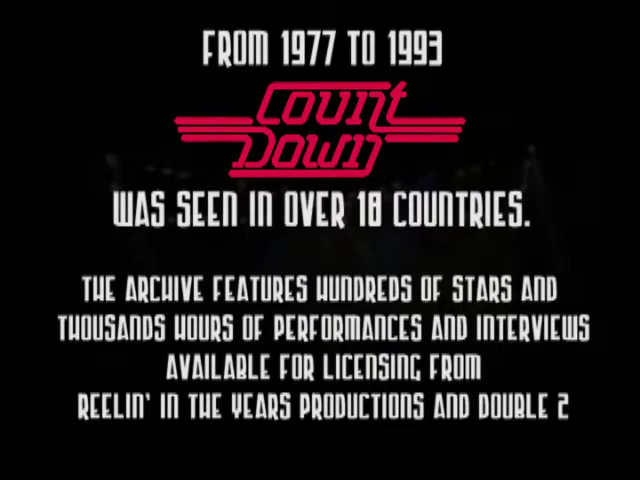 FROM 1977 TO 1993
Count
Down
WAS SEEN IN OVER 18 COUNTRIES.
THE ARCHIVE FEATURES HUNDREDS OF STARS AND
THOUSANDS HOURS OF PERFORMANCES AND INTERVIEWS
AVAILABLE FOR LICENSING FROM
REELIN' IN THE YEARS PRODUCTIONS AND DOUBLE 2